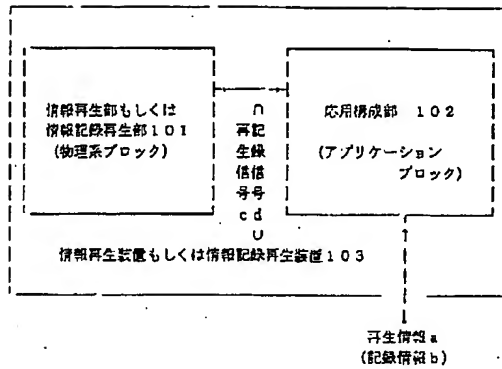 情報再生部もしくは
情報記録再生部101
(物理系ブロック)
∩
再生信号c
記録信号d
∪
応用構成部 102
(アプリケーション
ブロック)
情報再生装置もしくは情報記録再生装置103
再生情報a
(記録情報b)